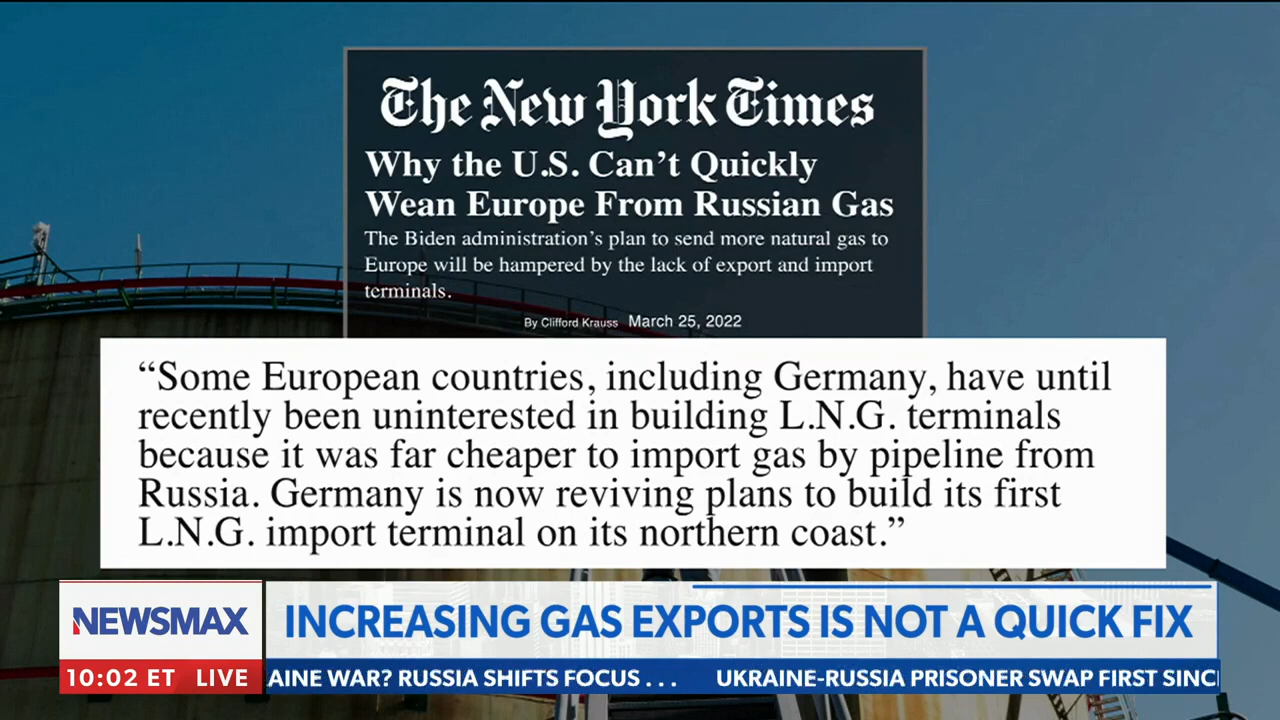 The New York Times
Why the U.S. Can't Quickly
Wean Europe From Russian Gas
The Biden administration's plan to send more natural gas to
Europe will be hampered by the lack of export and import
terminals.
By Clifford Krauss March 25, 2022
“Some European countries, including Germany, have until
recently been uninterested in building L.N.G. terminals
because it was far cheaper to import gas by pipeline from
Russia. Germany is now reviving plans to build its first
L.N.G. import terminal on its northern coast.”
NEWSMAX
INCREASING GAS EXPORTS IS NOT A QUICK FIX
10:02 ET LIVE
AINE WAR? RUSSIA SHIFTS FOCUS . . . UKRAINE-RUSSIA PRISONER SWAP FIRST SINC